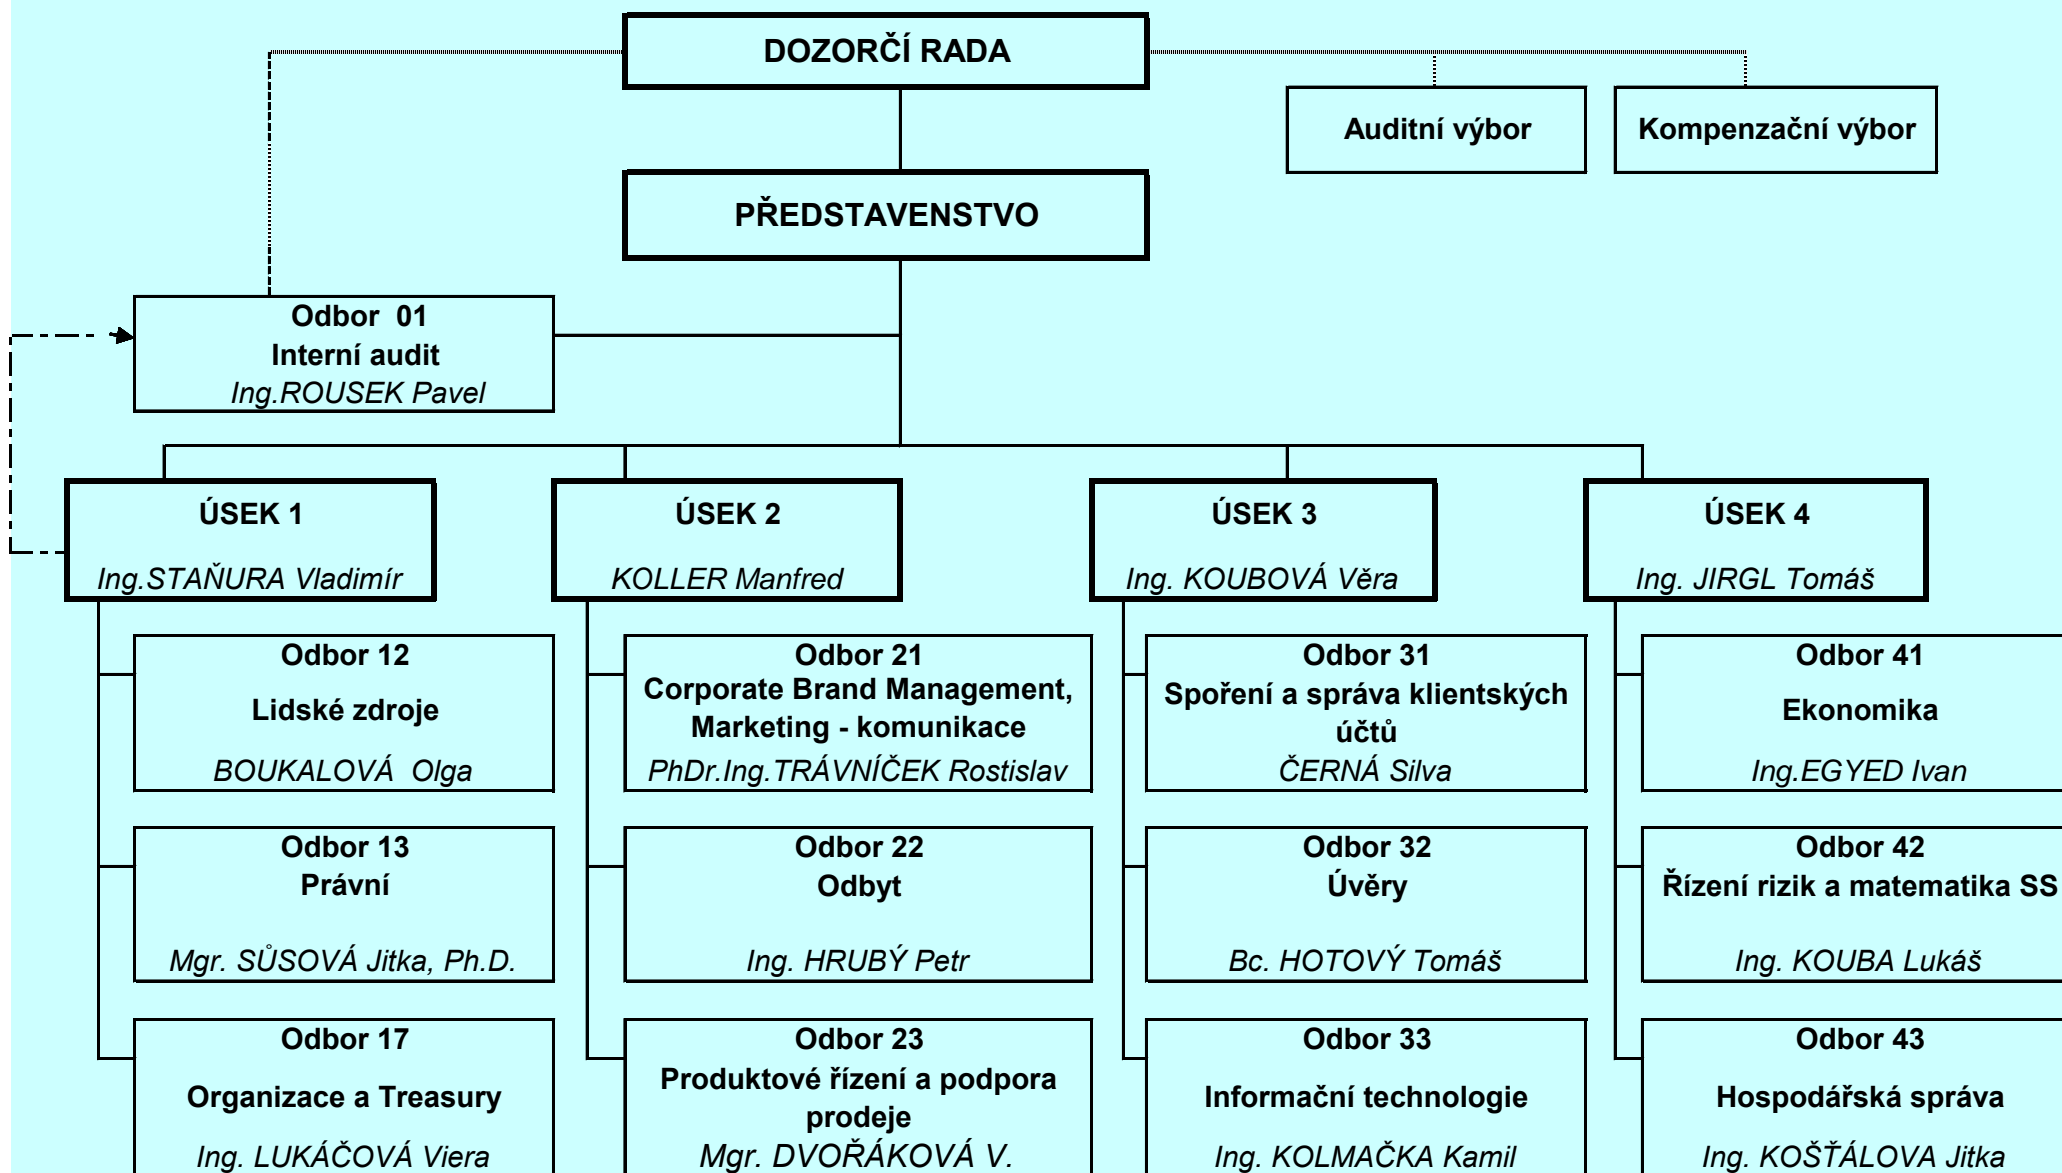 DOZORČÍ RADA
Auditní výbor
Kompenzační výbor
PŘEDSTAVENSTVO
Odbor 01
Interní audit
Ing.ROUSEK Pavel
ÚSEK 1
Ing.STAŇURA Vladimír
ÚSEK 2
KOLLER Manfred
ÚSEK 3
Ing. KOUBOVÁ Věra
ÚSEK 4
Ing. JIRGL Tomáš
Odbor 12
Lidské zdroje
BOUKALOVÁ Olga
Odbor 21
Corporate Brand Management,
Marketing - komunikace
PhDr.Ing.TRÁVNÍČEK Rostislav
Odbor 31
Spoření a správa klientských
účtů
ČERNÁ Silva
Odbor 41
Ekonomika
Ing.EGYED Ivan
Odbor 13
Právní
Mgr. SŮSOVÁ Jitka, Ph.D.
Odbor 22
Odbyt
Ing. HRUBÝ Petr
Odbor 32
Úvěry
Bc. HOTOVÝ Tomáš
Odbor 42
Řízení rizik a matematika SS
Ing. KOUBA Lukáš
Odbor 17
Organizace a Treasury
Ing. LUKÁČOVÁ Viera
Odbor 23
Produktové řízení a podpora
prodeje
Mgr. DVOŘÁKOVÁ V.
Odbor 33
Informační technologie
Ing. KOLMAČKA Kamil
Odbor 43
Hospodářská správa
Ing. KOŠŤÁLOVA Jitka